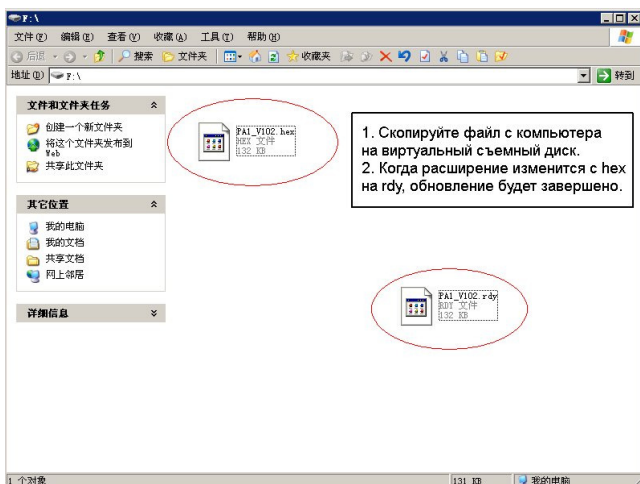 F:\
文件(F) 编辑(E) 查看(V) 收藏(A) 工具(T) 帮助(H)
后退 搜索 文件夹 收藏夹
地址(D) F:\ 转到
文件和文件夹任务
创建一个新文件夹
将这个文件夹发布到
Web
共享此文件夹
其它位置
我的电脑
我的文档
共享文档
网上邻居
详细信息
PA1_V102.hex
HEX 文件
132 KB
1. Скопируйте файл с компьютера
на виртуальный съемный диск.
2. Когда расширение изменится с hex
на rdy, обновление будет завершено.
PA1_V102.rdy
RDY 文件
132 KB
1 个对象 131 KB 我的电脑